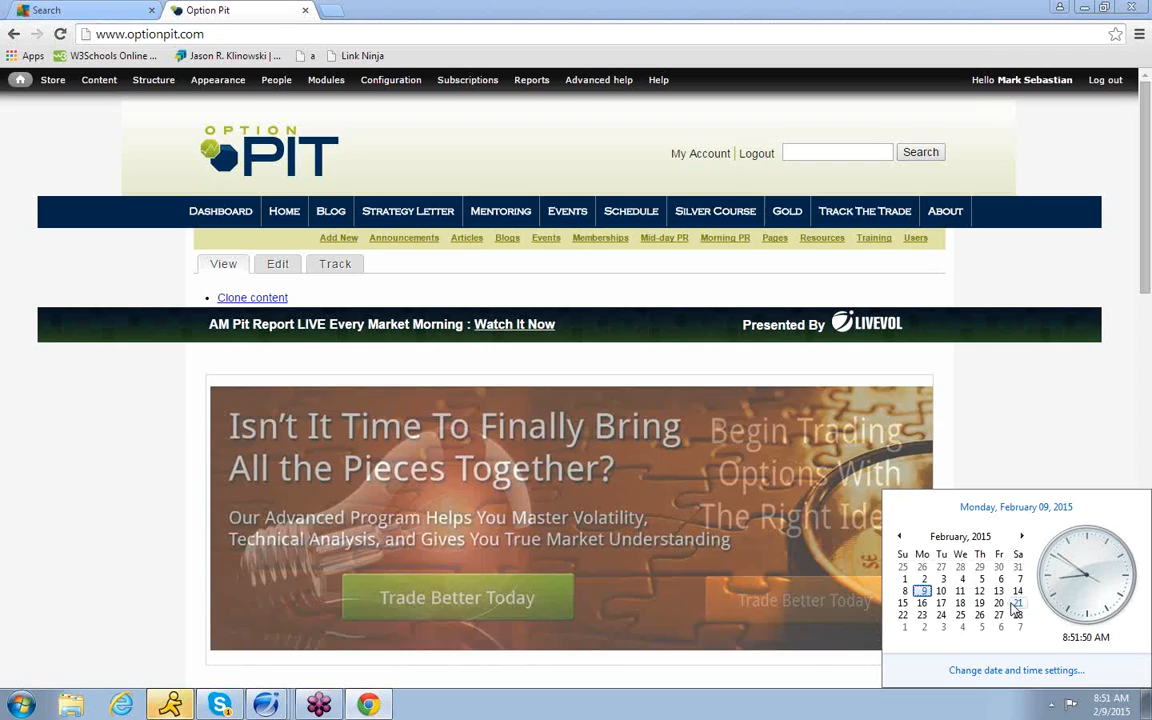 Search
Option Pit
www.optionpit.com
Apps W3Schools Online ... Jason R. Klinowski | ... a Link Ninja
Store Content Structure Appearance People Modules Configuration Subscriptions Reports Advanced help Help Hello Mark Sebastian Log out
OPTION
PIT
My Account | Logout Search
DASHBOARD HOME BLOG STRATEGY LETTER MENTORING EVENTS SCHEDULE SILVER COURSE GOLD TRACK THE TRADE ABOUT
Add New Announcements Articles Blogs Events Memberships Mid-day PR Morning PR Pages Resources Training Users
View Edit Track
Clone content
AM Pit Report LIVE Every Market Morning : Watch It Now Presented By LIVEVOL
Isn't It Time To Finally Bring
All the Pieces Together?
Our Advanced Program Helps You Master Volatility,
Technical Analysis, and Gives You True Market Understanding
Trade Better Today
Begin Trading
Options With
The Right
Trade Better Today
Monday, February 09, 2015
February, 2015
Su Mo Tu We Th Fr Sa
25 26 27 28 29 30 31
1 2 3 4 5 6 7
8 9 10 11 12 13 14
15 16 17 18 19 20 21
22 23 24 25 26 27 28
1 2 3 4 5 6 7
8:51:50 AM
Change date and time settings...
8:51 AM
2/9/2015